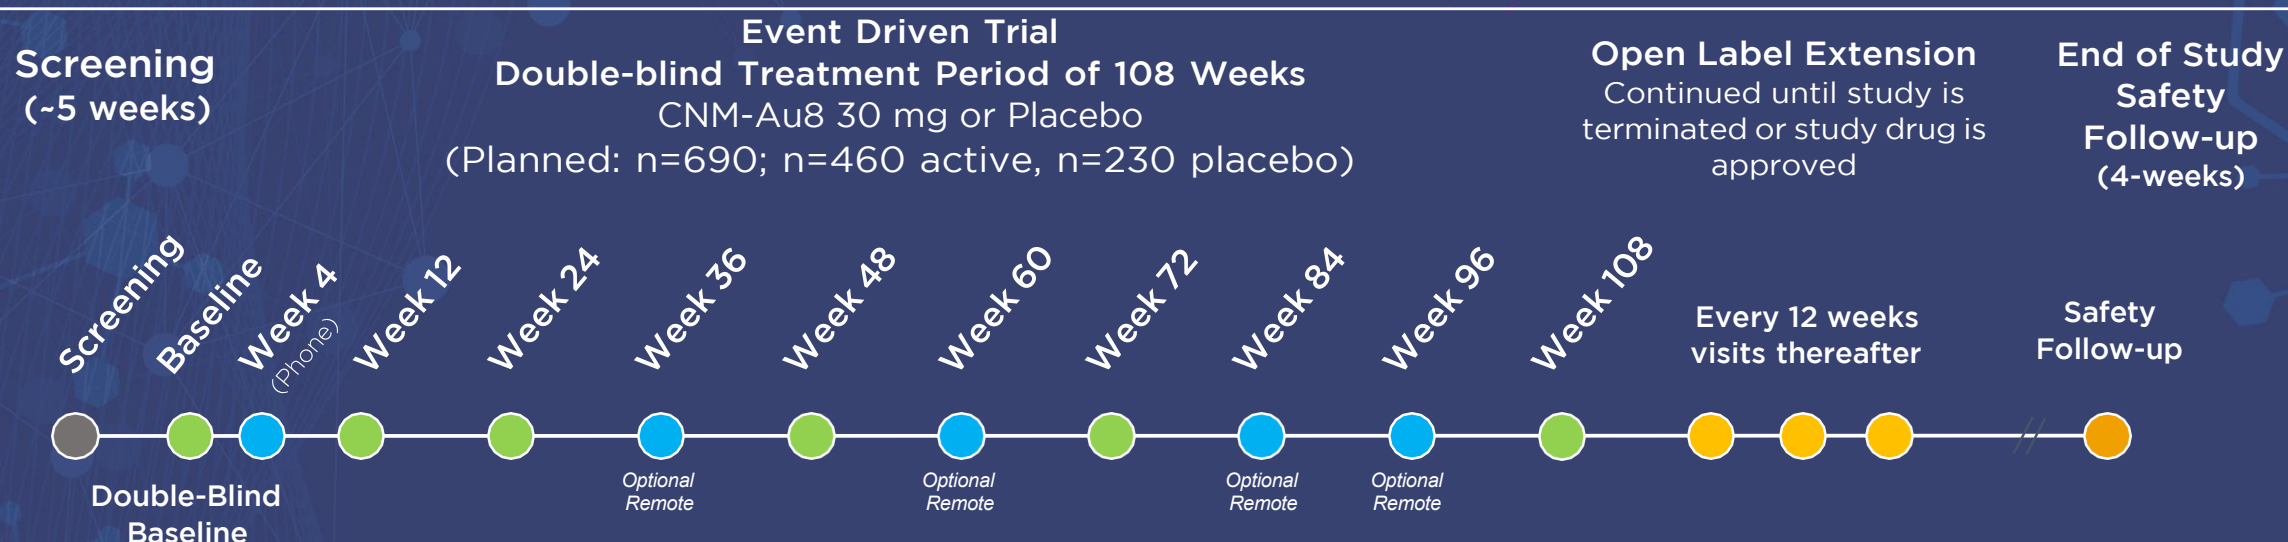 Screening
(~5 weeks)
Event Driven Trial
Double-blind Treatment Period of 108 Weeks
CNM-Au8 30 mg or Placebo
(Planned: n=690; n=460 active, n=230 placebo)
Open Label Extension
Continued until study is
terminated or study drug is
approved
End of Study
Safety
Follow-up
(4-weeks)
Screening
Baseline
Week 4
(Phone)
Week 12
Week 24
Week 36
Week 48
Week 60
Week 72
Week 84
Week 96
Week 108
Every 12 weeks
visits thereafter
Safety
Follow-up
//
Double-Blind
Baseline
Optional
Remote
Optional
Remote
Optional
Remote
Optional
Remote